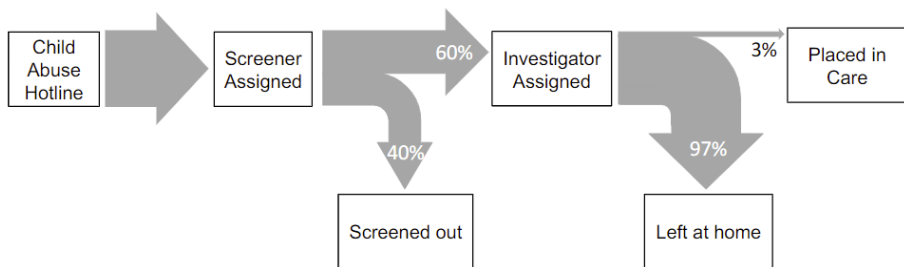 Child
Abuse
Hotline
Screener
Assigned
60%
40%
Screened out
Investigator
Assigned
3%
97%
Placed in
Care
Left at home